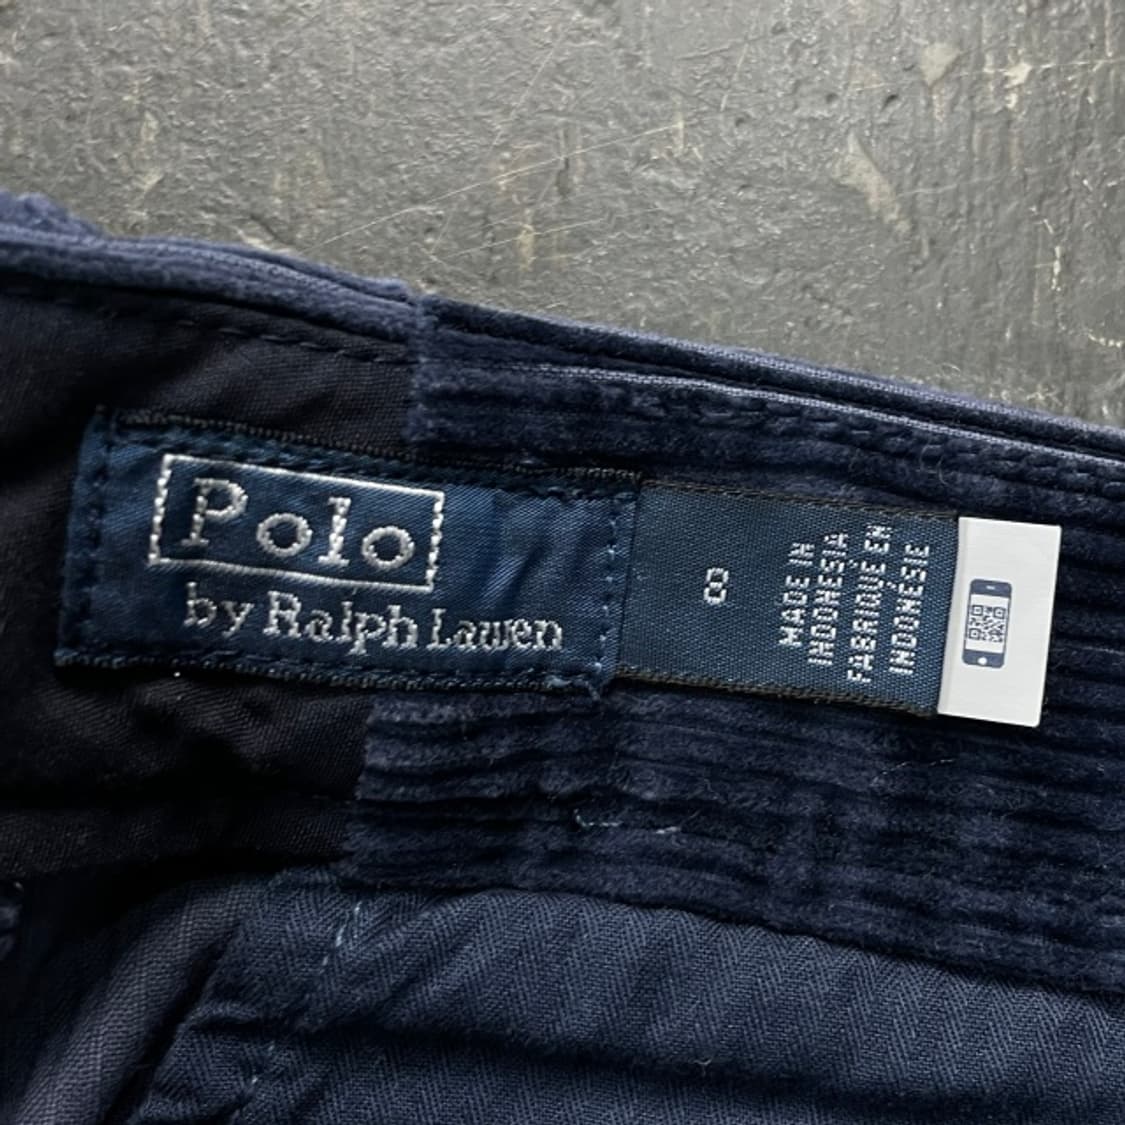 Polo
by Ralph Lauren
8
MADE IN
INDONESIA
FABRIQUÉ EN
INDONÉSIE